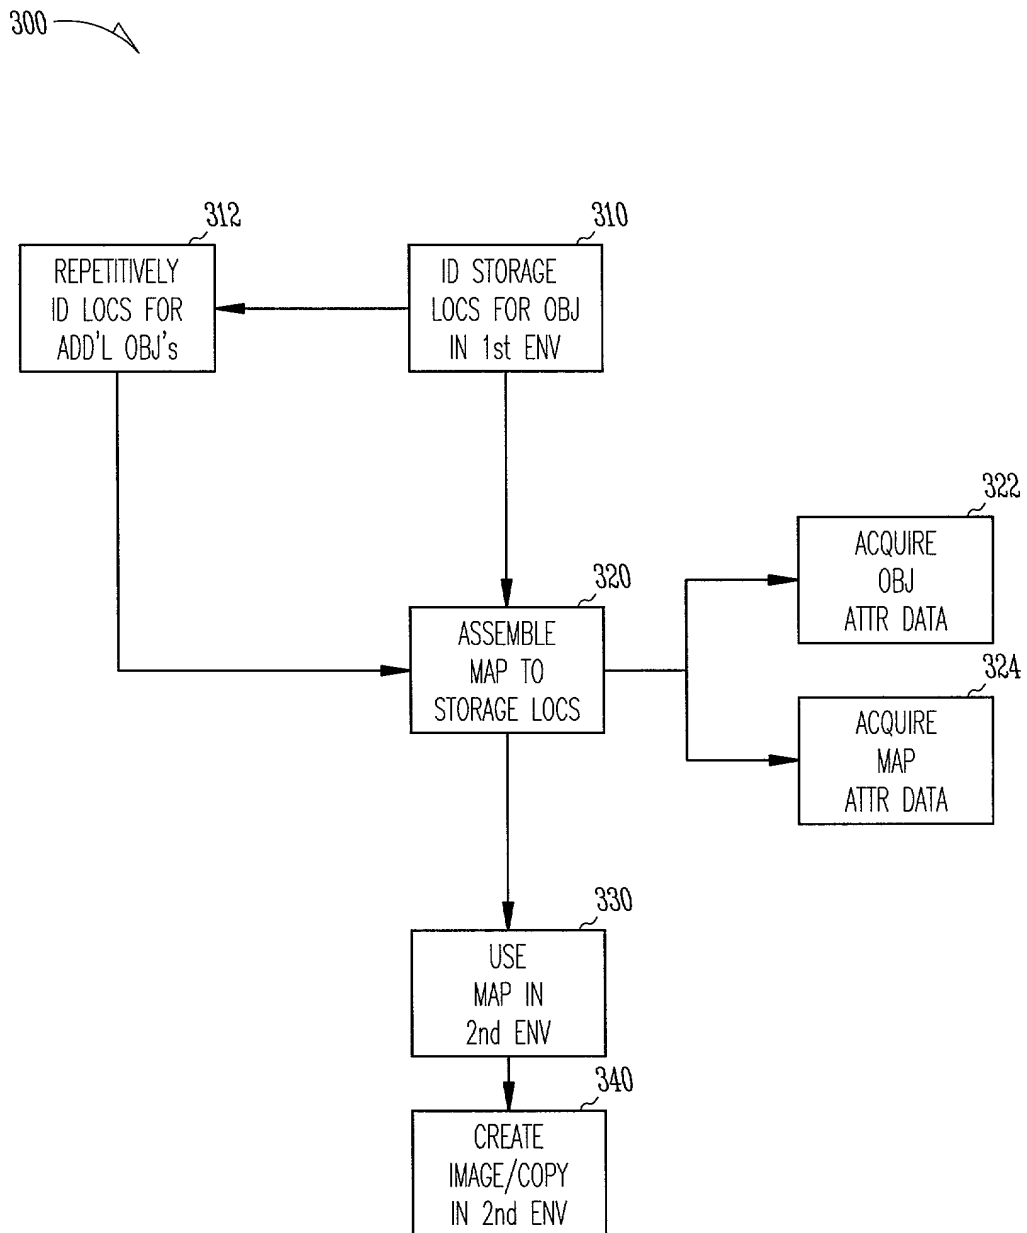 300
312
REPETITIVELY
ID LOCS FOR
ADD'L OBJ's
310
ID STORAGE
LOCS FOR OBJ
IN 1st ENV
322
ACQUIRE
OBJ
ATTR DATA
320
ASSEMBLE
MAP TO
STORAGE LOCS
324
ACQUIRE
MAP
ATTR DATA
330
USE
MAP IN
2nd ENV
340
CREATE
IMAGE/COPY
IN 2nd ENV